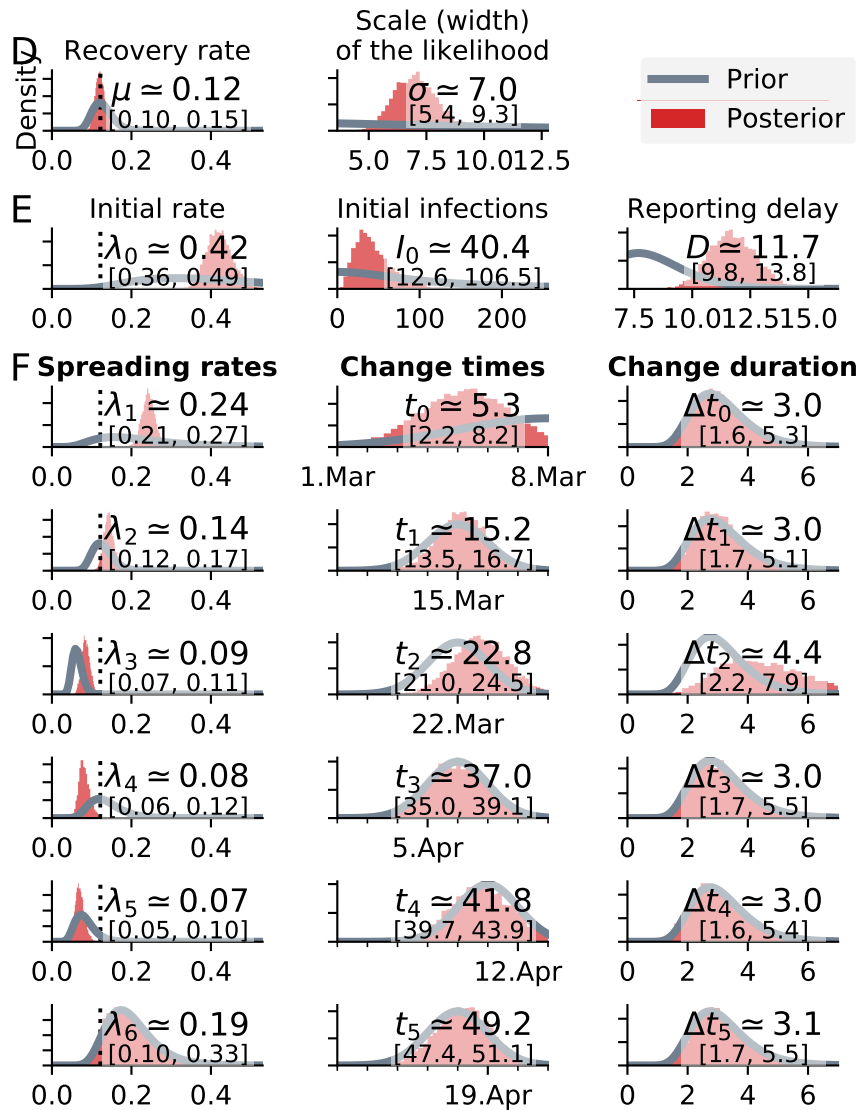 D
Recovery rate
Scale (width)
of the likelihood
Density
μ ≃ 0.12
[0.10, 0.15]
0.0 0.2 0.4
σ ≃ 7.0
[5.4, 9.3]
5.0 7.5 10.0 12.5
Prior
Posterior
E
Initial rate
λ0 ≃ 0.42
[0.36, 0.49]
0.0 0.2 0.4
Initial infections
I0 ≃ 40.4
[12.6, 106.5]
0 100 200
Reporting delay
D ≃ 11.7
[9.8, 13.8]
7.5 10.0 12.5 15.0
F
Spreading rates
Change times
Change duration
λ1 ≃ 0.24
[0.21, 0.27]
0.0 0.2 0.4
t0 ≃ 5.3
[2.2, 8.2]
1.Mar 8.Mar
Δt0 ≃ 3.0
[1.6, 5.3]
0 2 4 6
λ2 ≃ 0.14
[0.12, 0.17]
0.0 0.2 0.4
t1 ≃ 15.2
[13.5, 16.7]
15.Mar
Δt1 ≃ 3.0
[1.7, 5.1]
0 2 4 6
λ3 ≃ 0.09
[0.07, 0.11]
0.0 0.2 0.4
t2 ≃ 22.8
[21.0, 24.5]
22.Mar
Δt2 ≃ 4.4
[2.2, 7.9]
0 2 4 6
λ4 ≃ 0.08
[0.06, 0.12]
0.0 0.2 0.4
t3 ≃ 37.0
[35.0, 39.1]
5.Apr
Δt3 ≃ 3.0
[1.7, 5.5]
0 2 4 6
λ5 ≃ 0.07
[0.05, 0.10]
0.0 0.2 0.4
t4 ≃ 41.8
[39.7, 43.9]
12.Apr
Δt4 ≃ 3.0
[1.6, 5.4]
0 2 4 6
λ6 ≃ 0.19
[0.10, 0.33]
0.0 0.2 0.4
t5 ≃ 49.2
[47.4, 51.1]
19.Apr
Δt5 ≃ 3.1
[1.7, 5.5]
0 2 4 6